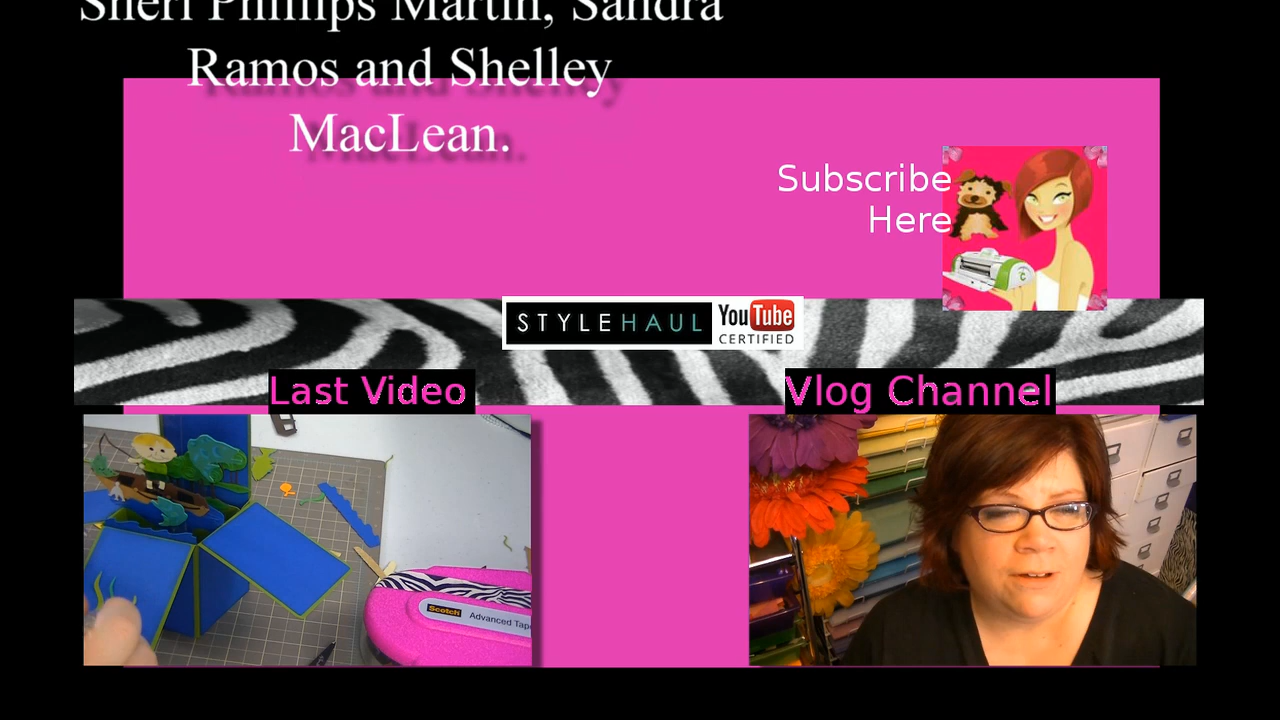 Sheri Phillips Martin, Sandra
Ramos and Shelley
MacLean.
Subscribe
Here
STYLEHAUL
YouTube
CERTIFIED
Last Video
Vlog Channel
Scotch
Advanced Tape